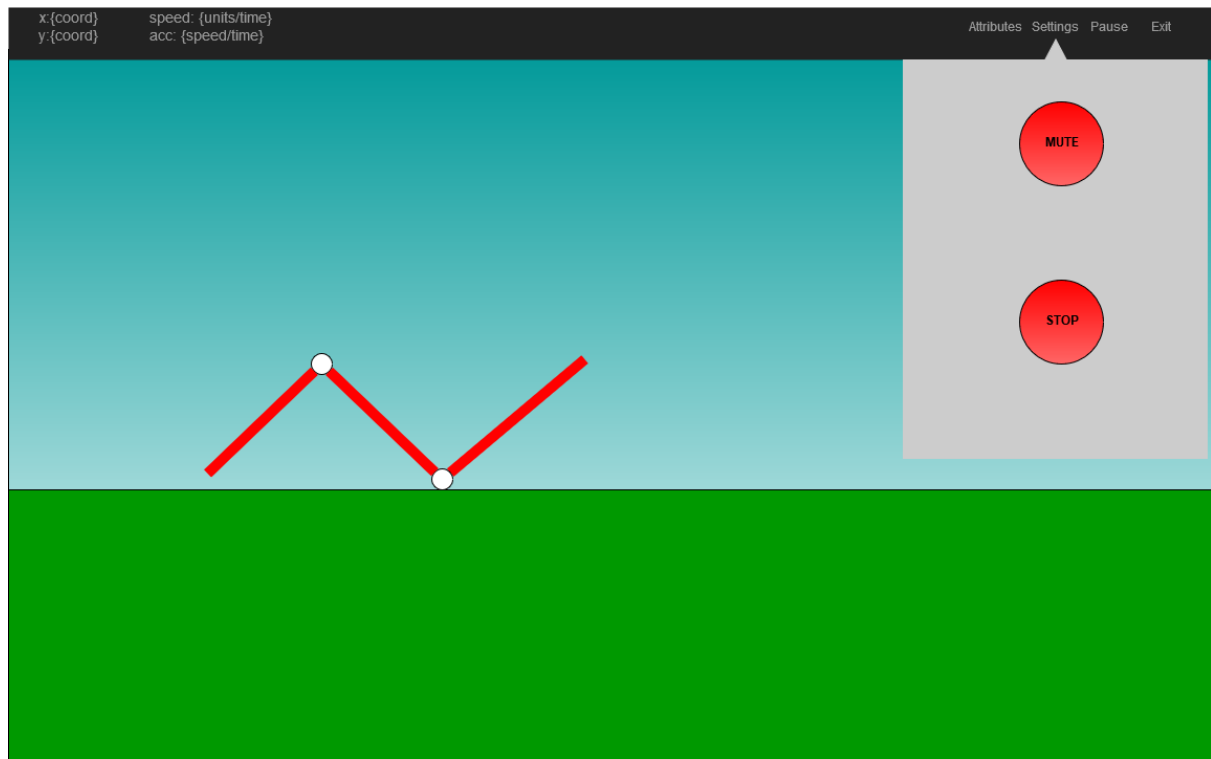 x:{coord} speed: {units/time}
y:{coord} acc: {speed/time}
Attributes Settings Pause Exit
MUTE
STOP